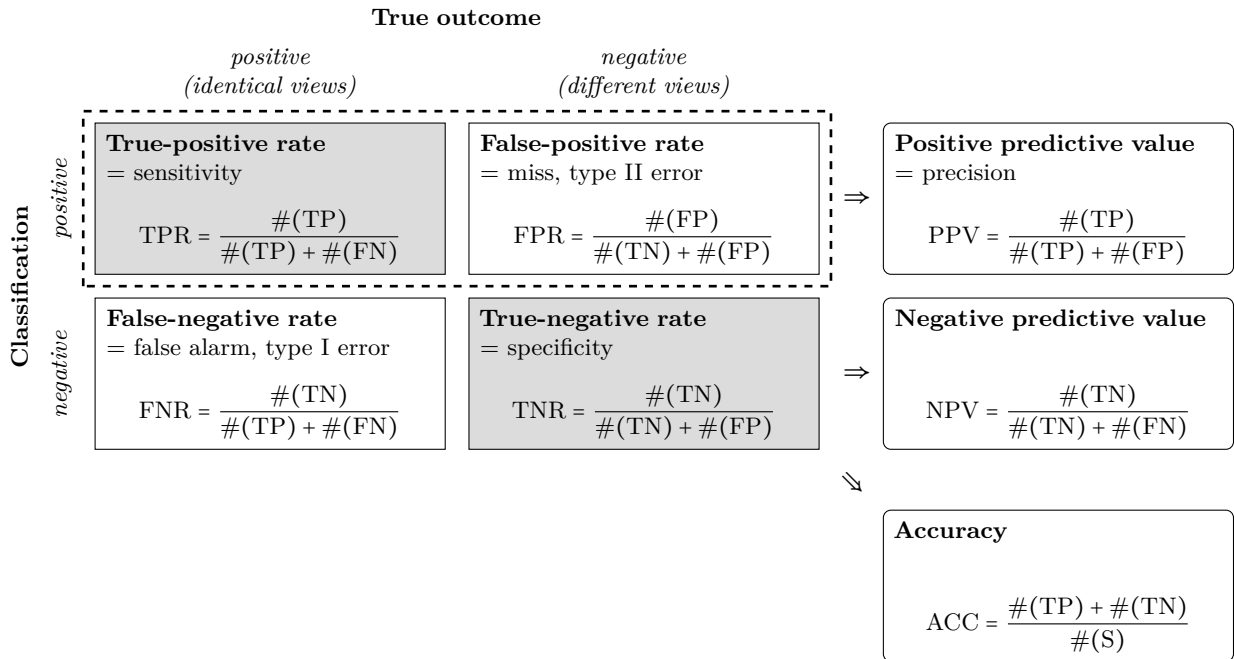 True outcome
positive
(identical views)
negative
(different views)
Classification
positive
True-positive rate
= sensitivity
TPR = #(TP) / #(TP) + #(FN)
False-positive rate
= miss, type II error
FPR = #(FP) / #(TN) + #(FP)
⇒
Positive predictive value
= precision
PPV = #(TP) / #(TP) + #(FP)
negative
False-negative rate
= false alarm, type I error
FNR = #(TN) / #(TP) + #(FN)
True-negative rate
= specificity
TNR = #(TN) / #(TN) + #(FP)
⇒
Negative predictive value
NPV = #(TN) / #(TN) + #(FN)
⇘
Accuracy
ACC = #(TP) + #(TN) / #(S)